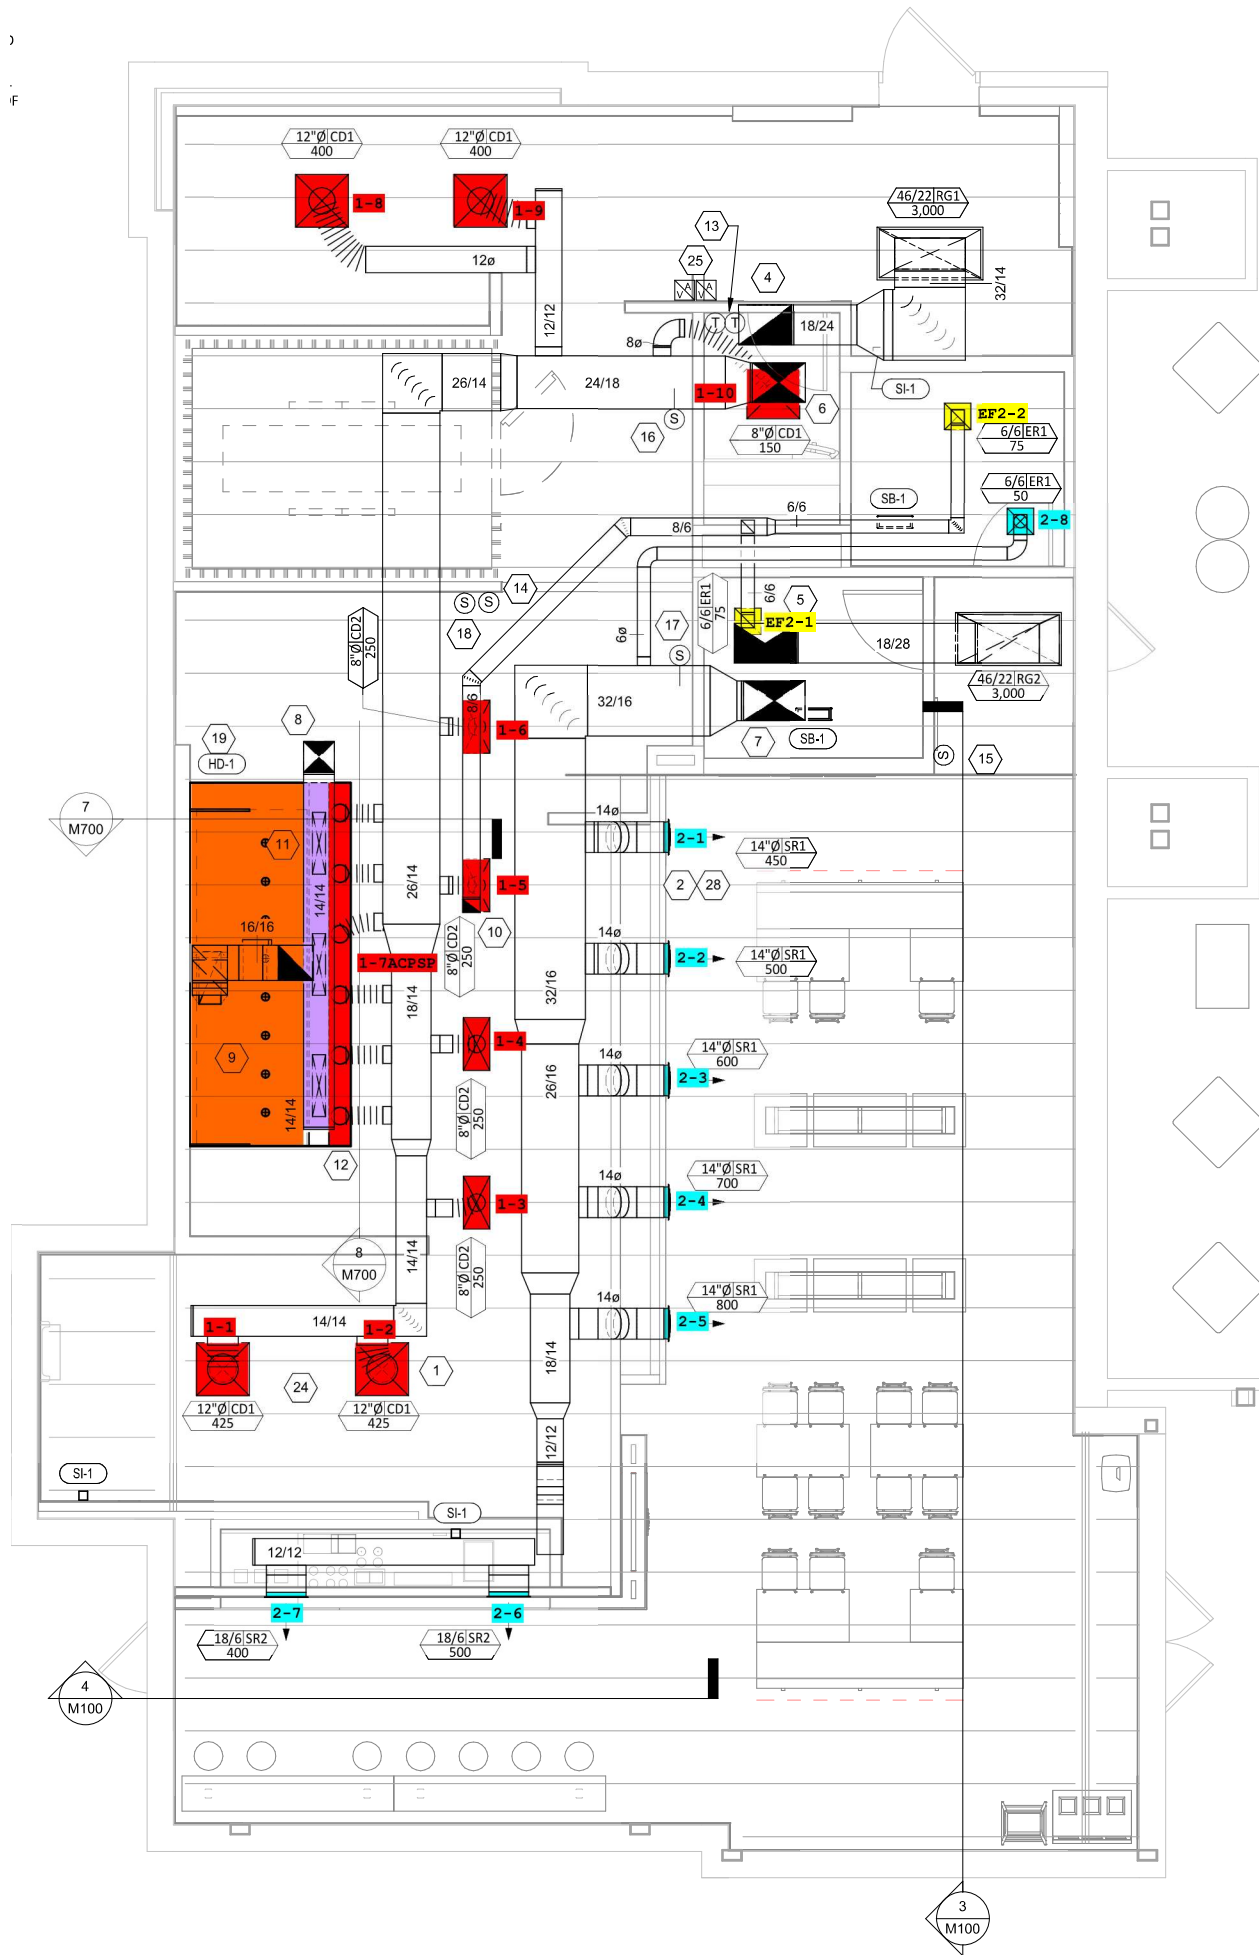 12"Ø CD1
400
12"Ø CD1
400
1-8
1-9
46/22 RG1
3,000
13
25
4
V A
V A
T
T
12ø
12/12
8ø
18/24
32/14
26/14
24/18
1-10
SI-1
6
16
S
8"Ø CD1
150
EF2-2
6/6 ER1
75
6/6 ER1
50
SB-1
6/6
8/6
2-8
14
S
S
18
8"Ø CD2
250
6/6 ER1
75
6/6
5
EF2-1
17
6ø
S
18/28
46/22 RG2
3,000
8/6
32/16
1-6
8
19
HD-1
7
SB-1
S
15
7
M700
11
14/14
26/14
14ø
2-1
14"Ø SR1
450
1-5
2
28
10
16/16
8"Ø CD2
250
1-7ACPSP
14ø
2-2
14"Ø SR1
500
18/14
32/16
1-4
9
14/14
26/16
14ø
2-3
14"Ø SR1
600
8"Ø CD2
250
12
14ø
2-4
14"Ø SR1
700
1-3
8
M700
14/14
8"Ø CD2
250
14ø
2-5
14"Ø SR1
800
1-1
14/14
1-2
18/14
1
24
12"Ø CD1
425
12"Ø CD1
425
12/12
SI-1
SI-1
12/12
2-7
2-6
18/6 SR2
400
18/6 SR2
500
4
M100
3
M100